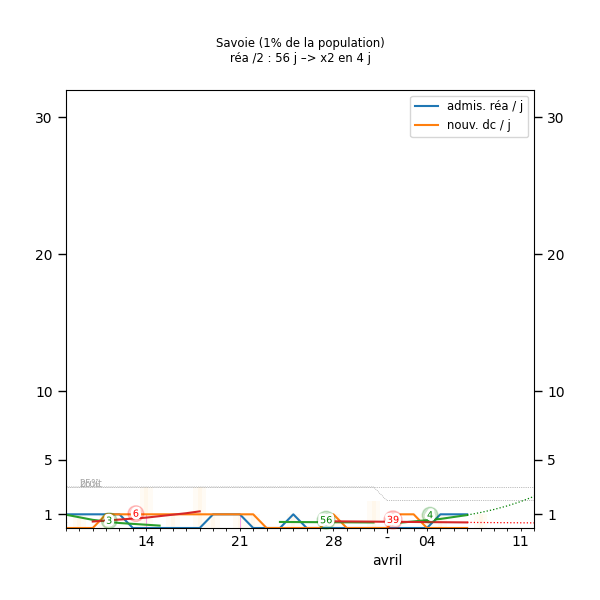 Savoie (1% de la population)
réa /2 : 56 j –> x2 en 4 j
admis. réa / j
nouv. dc / j
30 30
20 20
10 10
5 5
1 3 6 56 39 4 1
14 21 28 - 04 11
avril